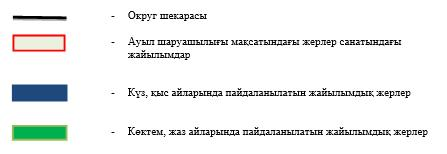 - Округ шекарасы
- Ауыл шаруашылығы мақсатындағы жерлер санатындағы
жайылымдар
- Күз, қыс айларында пайдаланылатын жайылымдық жерлер
- Көктем, жаз айларында пайдаланылатын жайылымдық жерлер